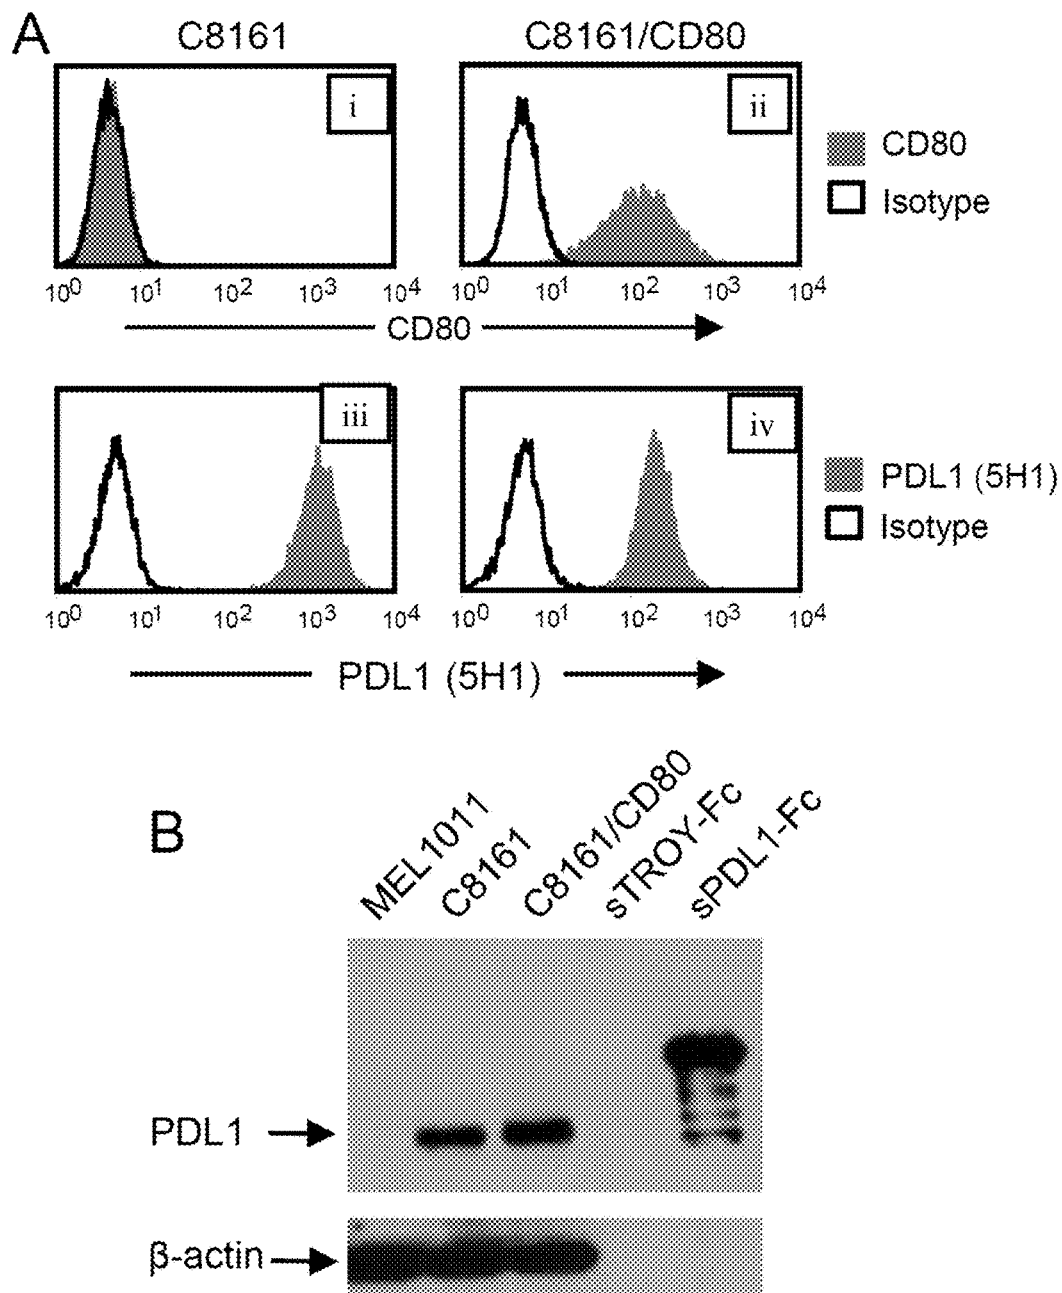 A
C8161
C8161/CD80
i
ii
CD80
Isotype
10⁰ 10¹ 10² 10³ 10⁴
10⁰ 10¹ 10² 10³ 10⁴
CD80
iii
iv
PDL1 (5H1)
Isotype
10⁰ 10¹ 10² 10³ 10⁴
10⁰ 10¹ 10² 10³ 10⁴
PDL1 (5H1)
B
MEL1011
C8161
C8161/CD80
sTROY-Fc
sPDL1-Fc
PDL1
β-actin